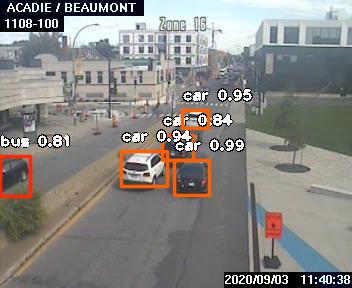 ACADIE / BEAUMONT
1108-100
Zone 16
car 0.95
car 0.84
car 0.94
bus 0.81
car 0.99
2020/09/03 11:40:38